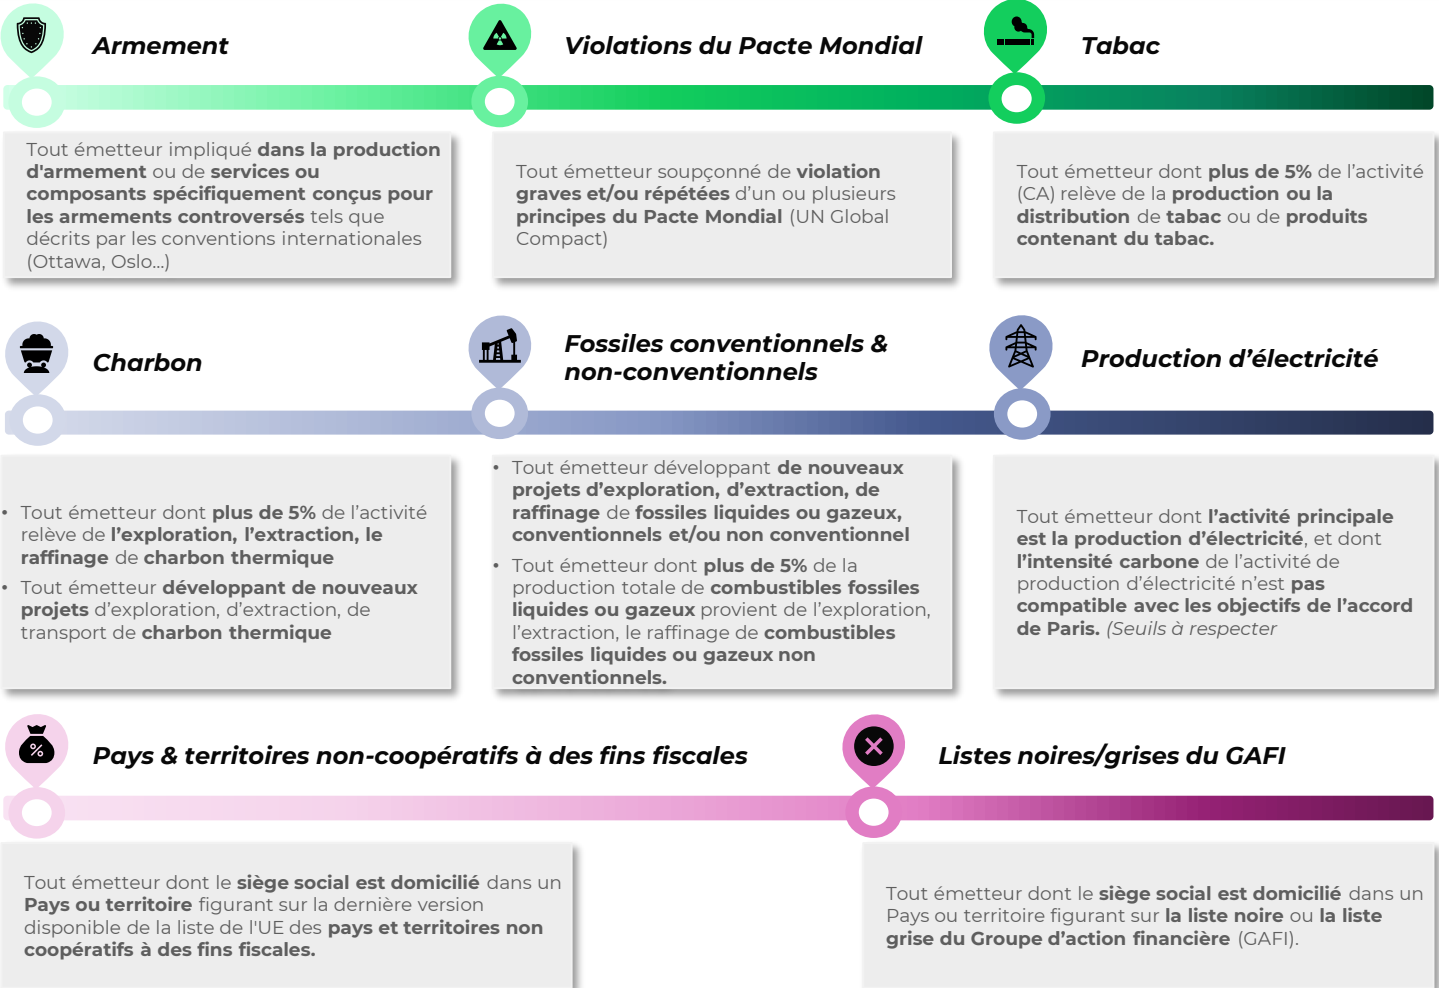 Armement
Violations du Pacte Mondial
Tabac
Tout émetteur impliqué dans la production
d'armement ou de services ou
composants spécifiquement conçus pour
les armements controversés tels que
décrits par les conventions internationales
(Ottawa, Oslo…)
Tout émetteur soupçonné de violation
graves et/ou répétées d’un ou plusieurs
principes du Pacte Mondial (UN Global
Compact)
Tout émetteur dont plus de 5% de l’activité
(CA) relève de la production ou la
distribution de tabac ou de produits
contenant du tabac.
Charbon
Fossiles conventionnels &
non-conventionnels
Production d’électricité
• Tout émetteur dont plus de 5% de l’activité
relève de l’exploration, l’extraction, le
raffinage de charbon thermique
• Tout émetteur développant de nouveaux
projets d’exploration, d’extraction, de
transport de charbon thermique
• Tout émetteur développant de nouveaux
projets d’exploration, d’extraction, de
raffinage de fossiles liquides ou gazeux,
conventionnels et/ou non conventionnel
• Tout émetteur dont plus de 5% de la
production totale de combustibles fossiles
liquides ou gazeux provient de l’exploration,
l’extraction, le raffinage de combustibles
fossiles liquides ou gazeux non
conventionnels.
Tout émetteur dont l’activité principale
est la production d’électricité, et dont
l’intensité carbone de l’activité de
production d’électricité n’est pas
compatible avec les objectifs de l’accord
de Paris. (Seuils à respecter
%
Pays & territoires non-coopératifs à des fins fiscales
Listes noires/grises du GAFI
Tout émetteur dont le siège social est domicilié dans un
Pays ou territoire figurant sur la dernière version
disponible de la liste de l'UE des pays et territoires non
coopératifs à des fins fiscales.
Tout émetteur dont le siège social est domicilié dans un
Pays ou territoire figurant sur la liste noire ou la liste
grise du Groupe d’action financière (GAFI).